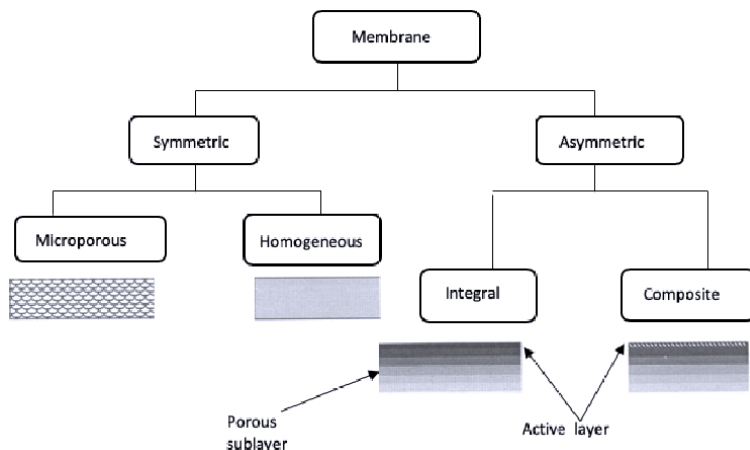 Membrane
Symmetric
Asymmetric
Microporous
Homogeneous
Integral
Composite
Porous
sublayer
Active layer